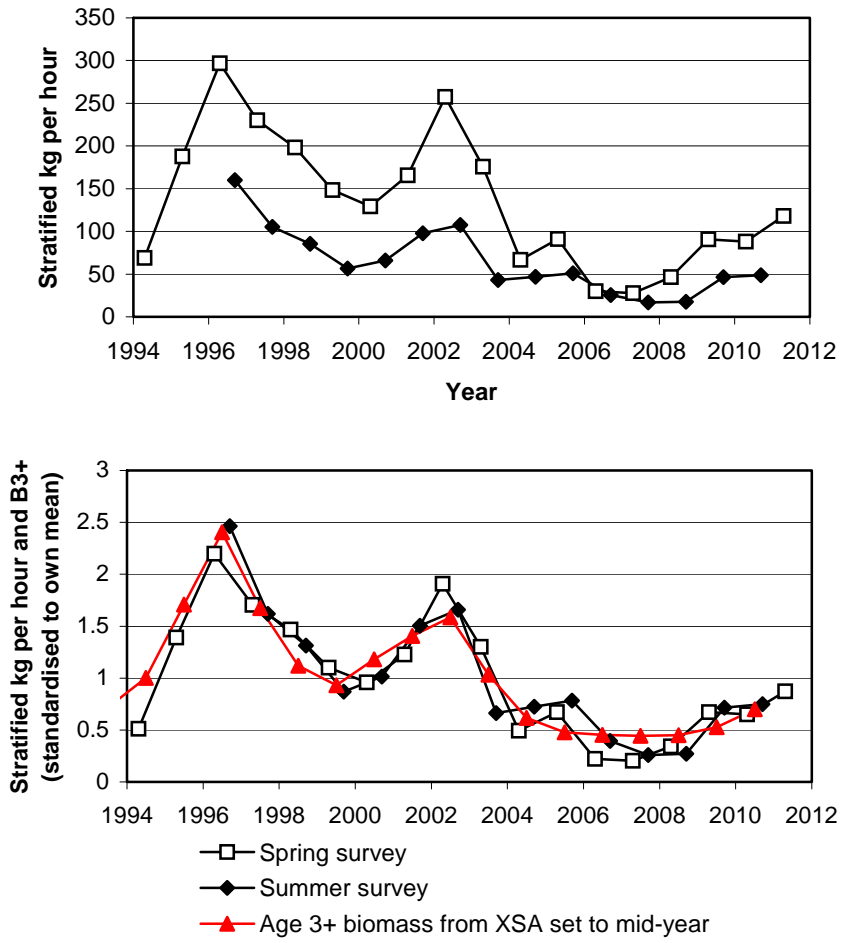 Stratified kg per hour
350
300
250
200
150
100
50
0
1994 1996 1998 2000 2002 2004 2006 2008 2010 2012
Year
Stratified kg per hour and B3+
(standardised to own mean)
3
2.5
2
1.5
1
0.5
0
1994 1996 1998 2000 2002 2004 2006 2008 2010 2012
Spring survey
Summer survey
Age 3+ biomass from XSA set to mid-year